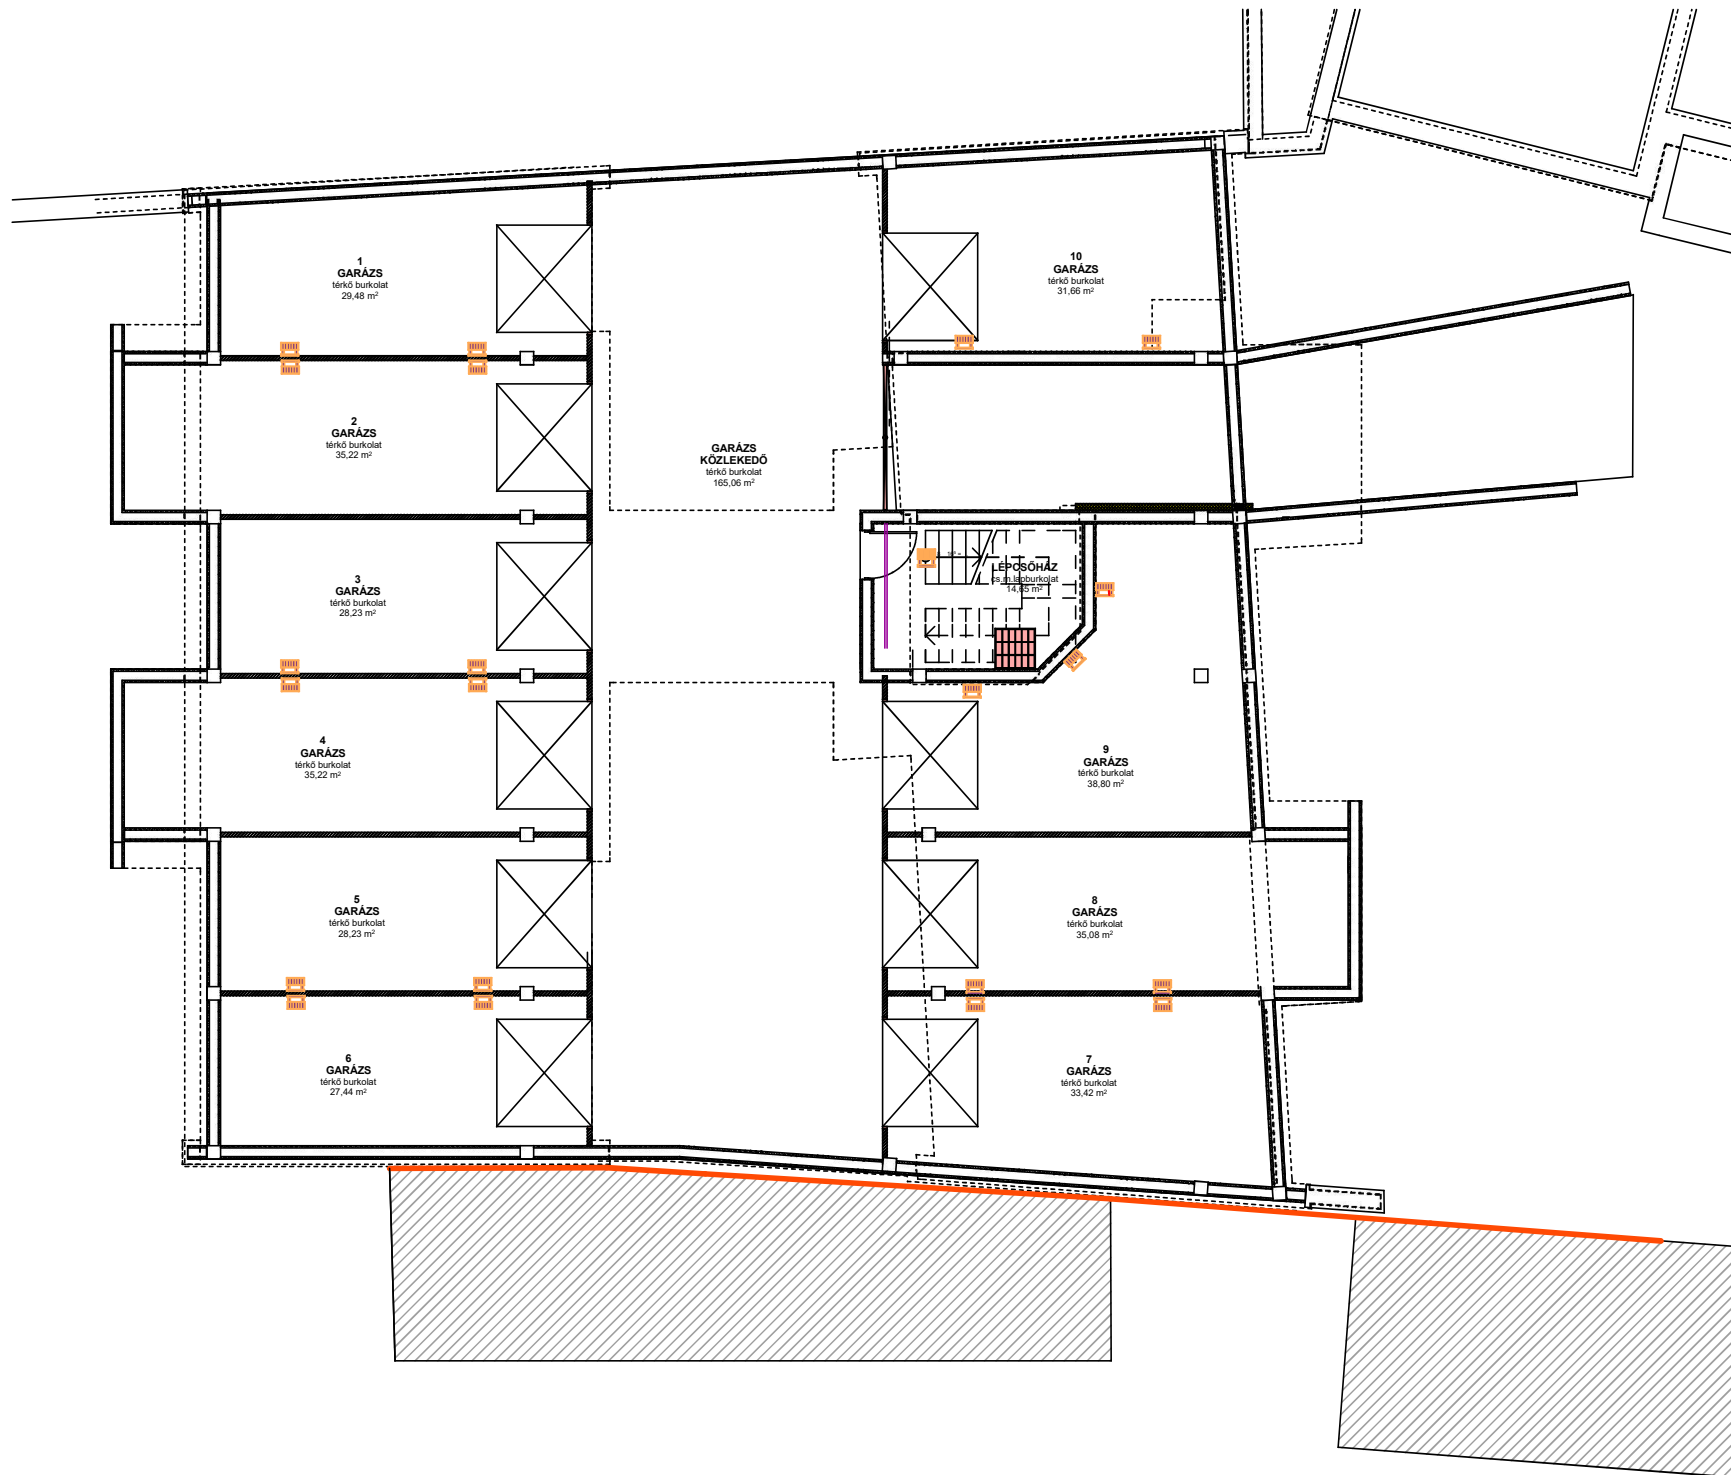 1
GARÁZS
térkő burkolat
29,48 m²
10
GARÁZS
térkő burkolat
31,66 m²
2
GARÁZS
térkő burkolat
35,22 m²
GARÁZS
KÖZLEKEDŐ
térkő burkolat
165,06 m²
3
GARÁZS
térkő burkolat
28,23 m²
LÉPCSŐHÁZ
cs.m.lapburkolat
14,65 m²
4
GARÁZS
térkő burkolat
35,22 m²
9
GARÁZS
térkő burkolat
38,80 m²
5
GARÁZS
térkő burkolat
28,23 m²
8
GARÁZS
térkő burkolat
35,08 m²
6
GARÁZS
térkő burkolat
27,44 m²
7
GARÁZS
térkő burkolat
33,42 m²